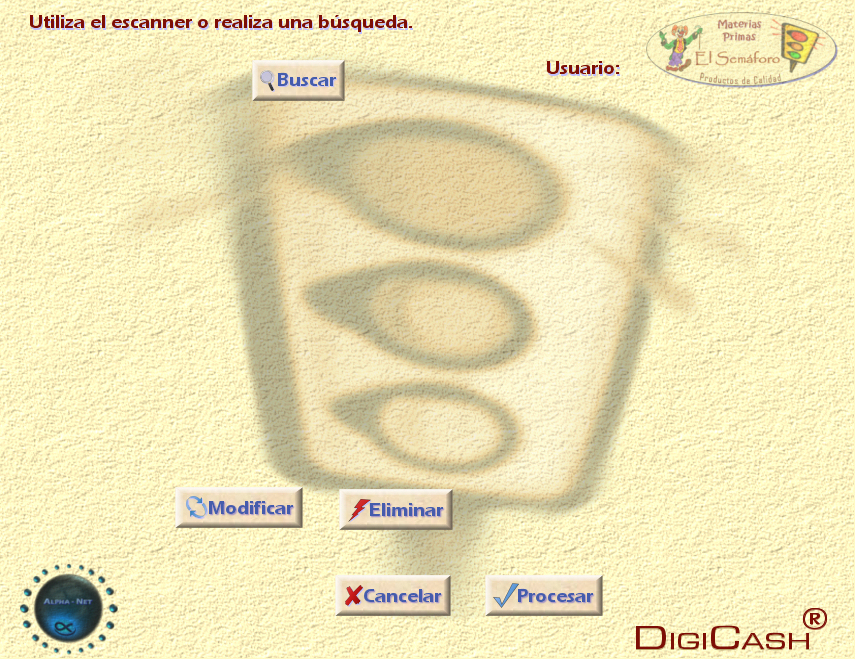 Utiliza el escanner o realiza una búsqueda.
Materias
Primas
El Semáforo
Productos de Calidad
Usuario:
Buscar
Modificar
Eliminar
Cancelar
Procesar
ALPHA - NET
DIGICASH®